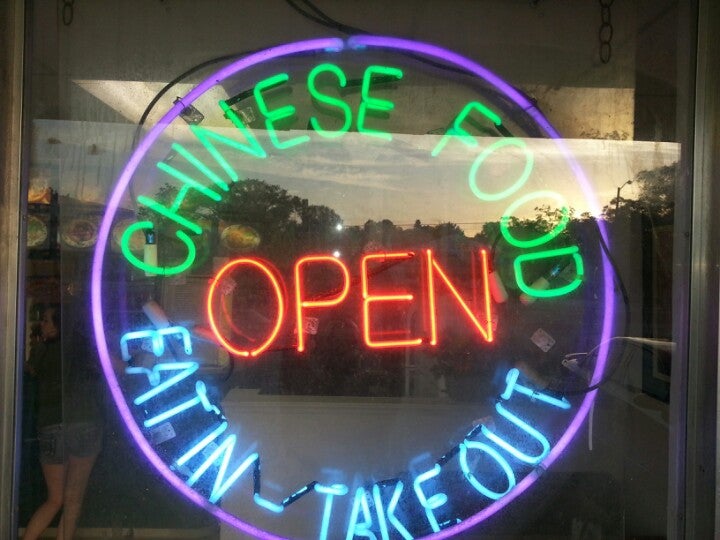 CHINESE FOOD
OPEN
EAT IN - TAKE OUT